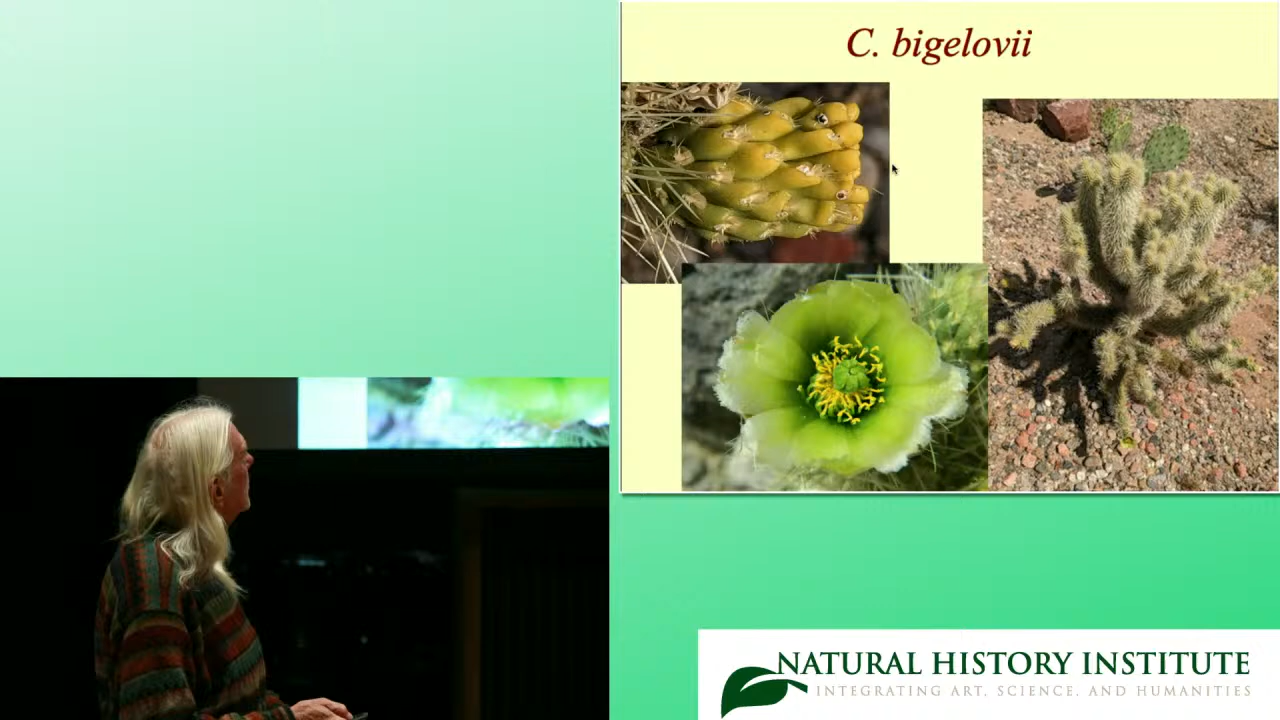 C. bigelovii
NATURAL HISTORY INSTITUTE
INTEGRATING ART, SCIENCE, AND HUMANITIES